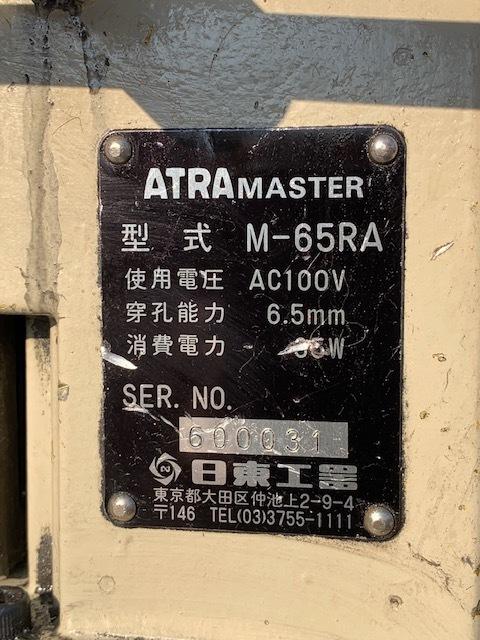 ATRAMASTER
型式 M-65RA
使用電圧 AC100V
穿孔能力 6.5mm
消費電力
SER. NO.
600031
日東工器
東京都大田区仲池上2-9-4
〒146 TEL(03)3755-1111